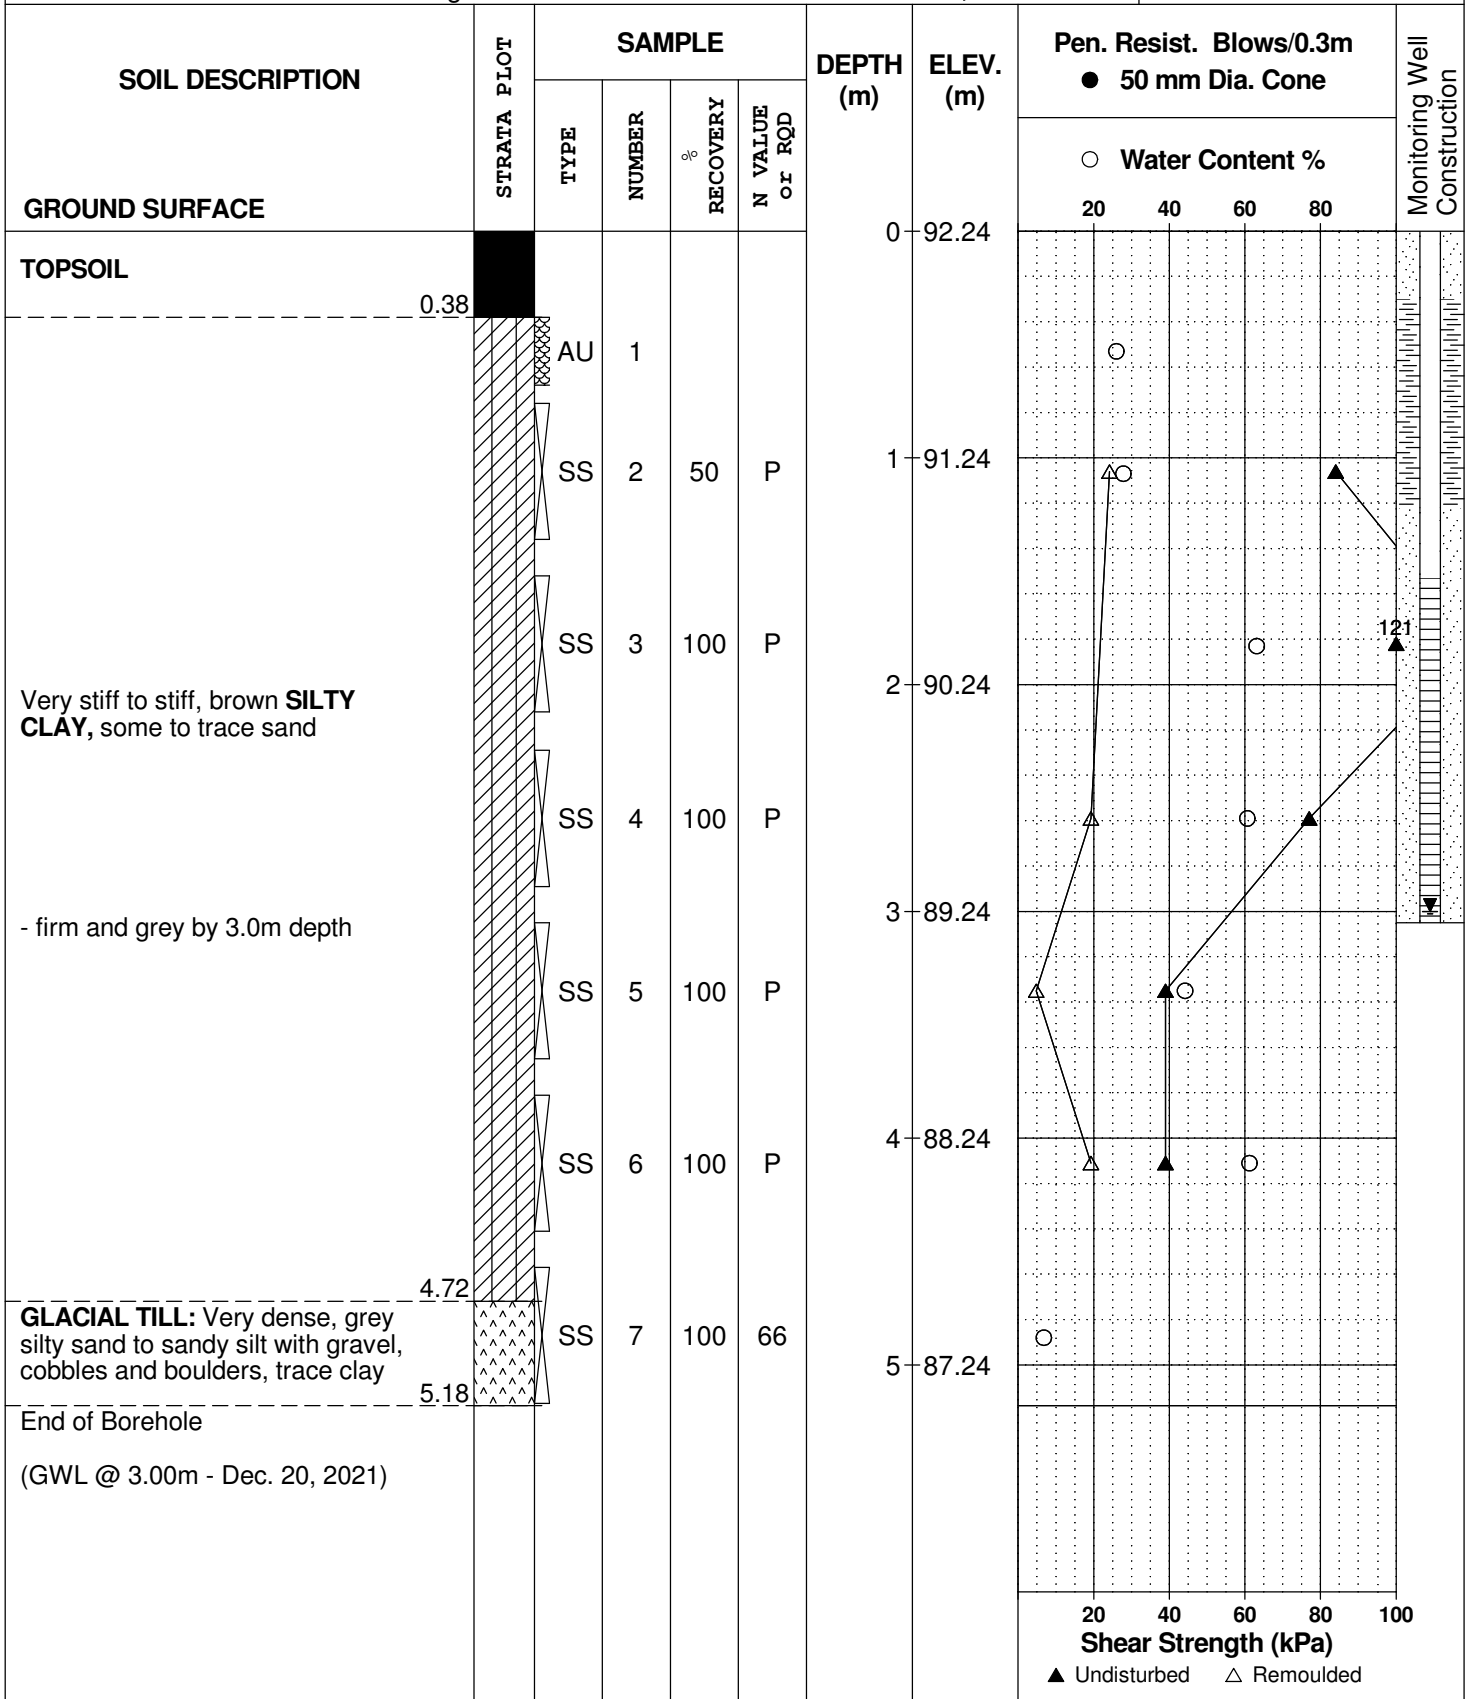 SOIL DESCRIPTION
GROUND SURFACE
STRATA PLOT
SAMPLE
TYPE
NUMBER
%
RECOVERY
N VALUE
or RQD
DEPTH
(m)
ELEV.
(m)
Pen. Resist. Blows/0.3m
● 50 mm Dia. Cone
○ Water Content %
20 40 60 80
Monitoring Well
Construction
0 92.24
TOPSOIL
0.38
AU 1
1 91.24
SS 2 50 P
121
SS 3 100 P
2 90.24
Very stiff to stiff, brown SILTY
CLAY, some to trace sand
SS 4 100 P
3 89.24
- firm and grey by 3.0m depth
SS 5 100 P
4 88.24
SS 6 100 P
4.72
GLACIAL TILL: Very dense, grey
silty sand to sandy silt with gravel,
cobbles and boulders, trace clay
SS 7 100 66
5 87.24
5.18
End of Borehole
(GWL @ 3.00m - Dec. 20, 2021)
20 40 60 80 100
Shear Strength (kPa)
▲ Undisturbed △ Remoulded